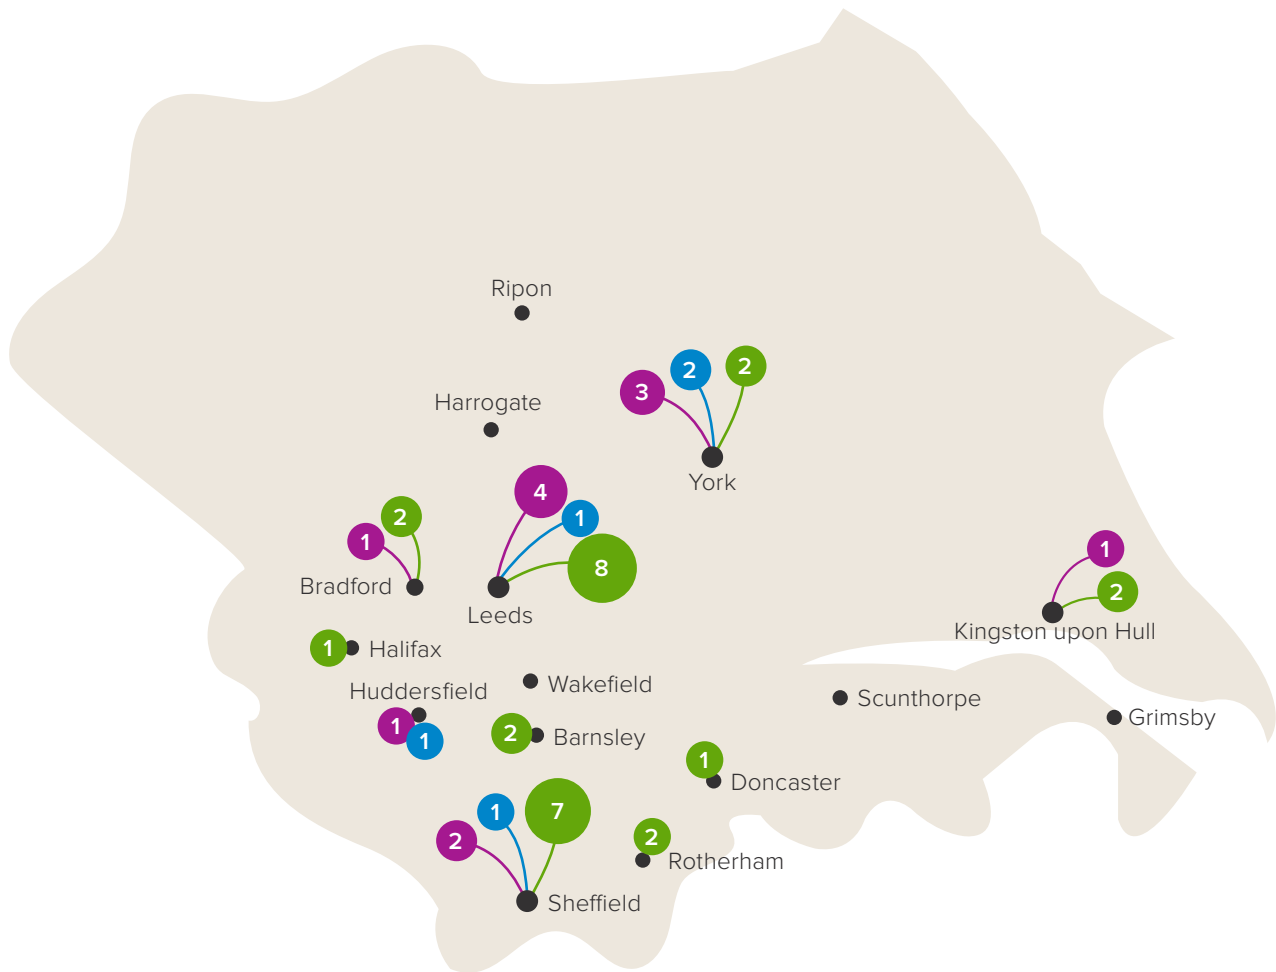 Ripon
Harrogate
3
2
2
York
4
1
8
Leeds
1
2
Bradford
1
2
Kingston upon Hull
1
Halifax
Huddersfield
1
1
Wakefield
2
Barnsley
Scunthorpe
Grimsby
1
Doncaster
2
1
7
Sheffield
2
Rotherham